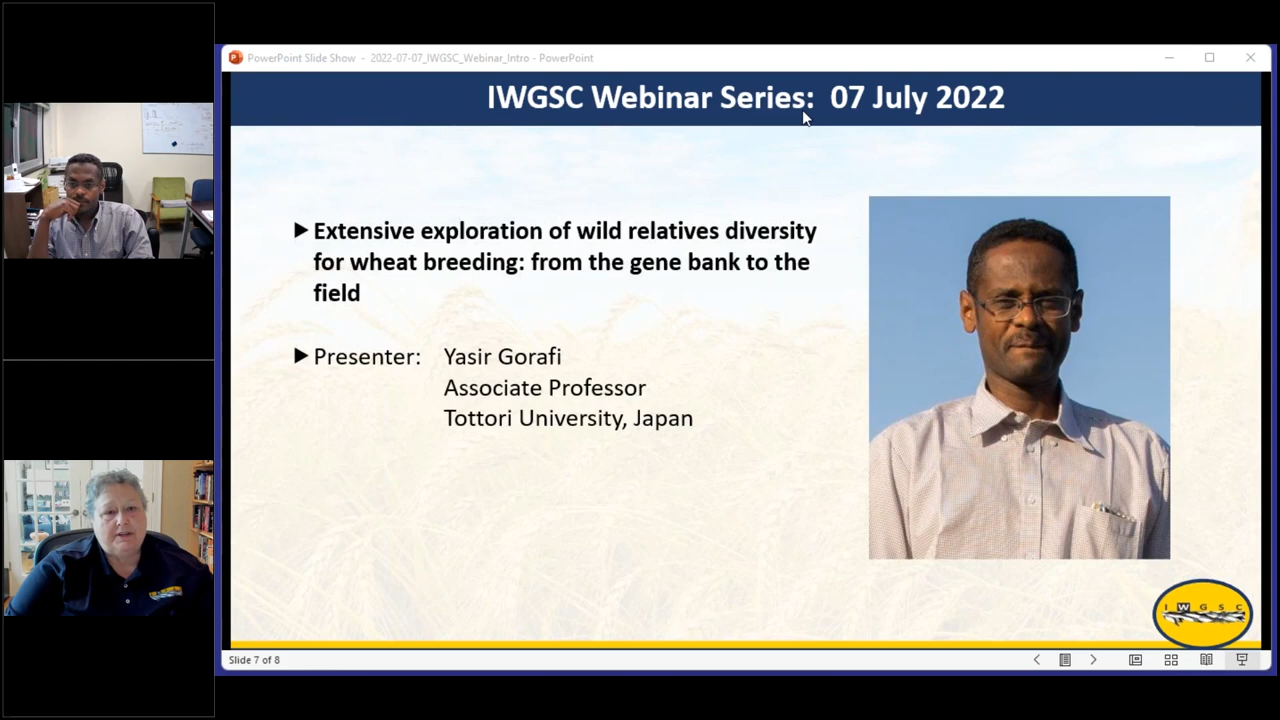 PowerPoint Slide Show - 2022-07-07_IWGSC_Webinar_Intro - PowerPoint
IWGSC Webinar Series: 07 July 2022
Extensive exploration of wild relatives diversity
for wheat breeding: from the gene bank to the
field
Presenter: Yasir Gorafi
Associate Professor
Tottori University, Japan
I W G S C
Slide 7 of 8